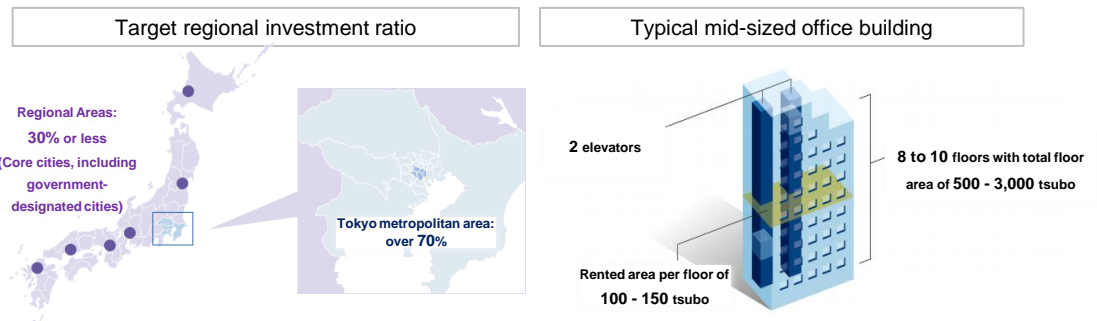 Target regional investment ratio
Regional Areas:
30% or less
(Core cities, including
government-
designated cities)
Tokyo metropolitan area:
over 70%
Typical mid-sized office building
2 elevators
8 to 10 floors with total floor
area of 500 - 3,000 tsubo
Rented area per floor of
100 - 150 tsubo